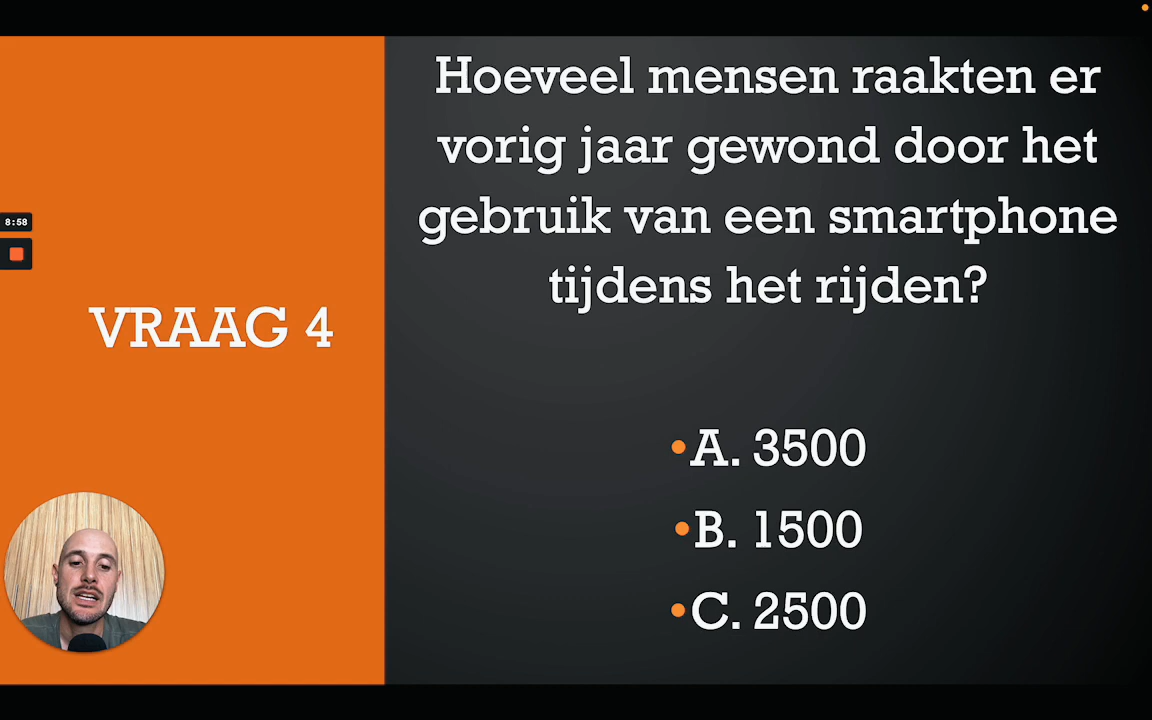 Hoeveel mensen raakten er
vorig jaar gewond door het
gebruik van een smartphone
tijdens het rijden?
8:58
VRAAG 4
•A. 3500
•B. 1500
•C. 2500